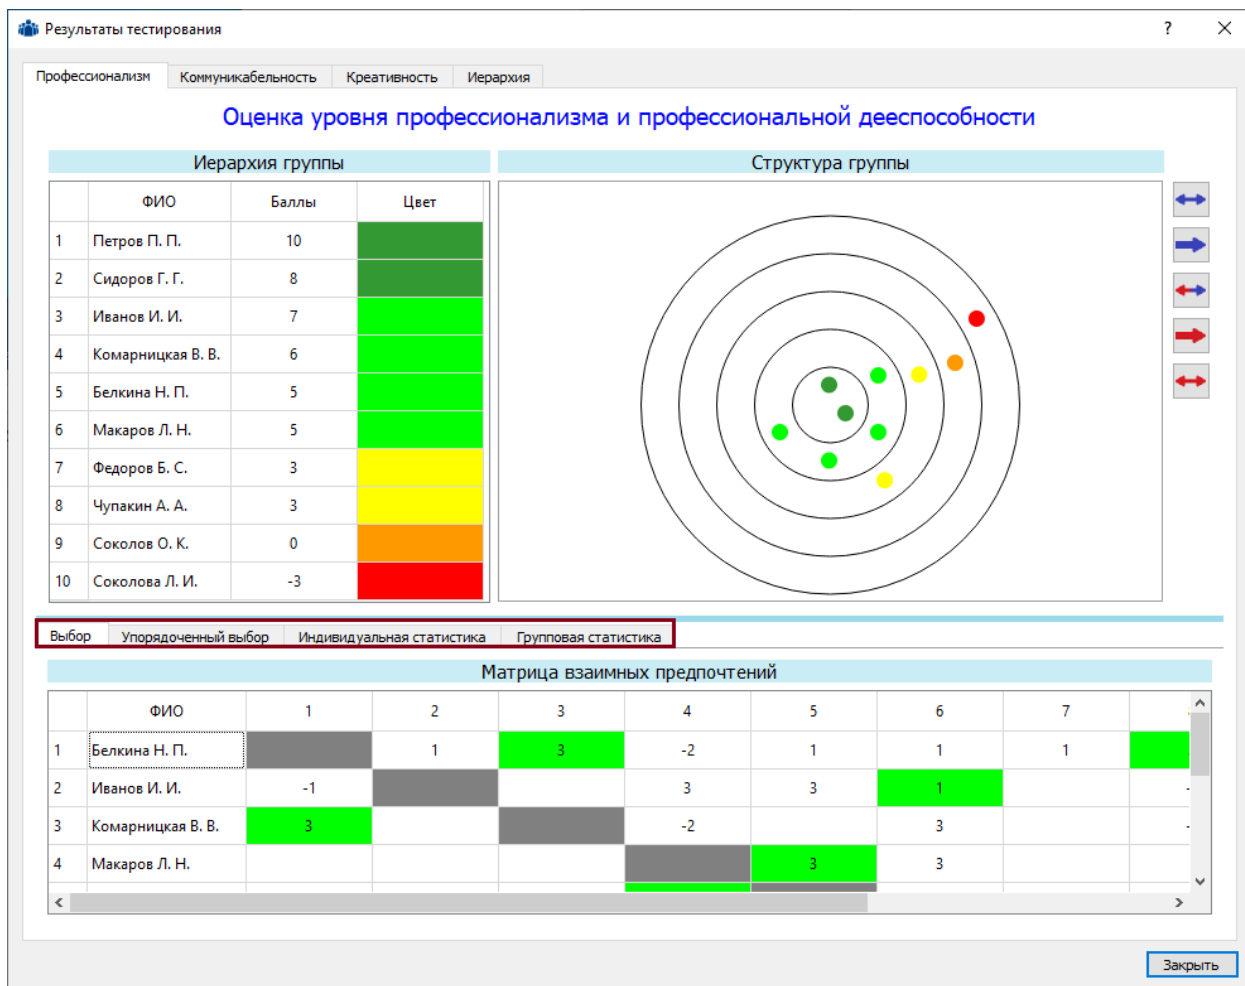 Результаты тестирования ?
Профессионализм Коммуникабельность Креативность Иерархия
Оценка уровня профессионализма и профессиональной дееспособности
Иерархия группы Структура группы
ФИО Баллы Цвет
1 Петров П. П. 10
2 Сидоров Г. Г. 8
3 Иванов И. И. 7
4 Комарницкая В. В. 6
5 Белкина Н. П. 5
6 Макаров Л. Н. 5
7 Федоров Б. С. 3
8 Чупакин А. А. 3
9 Соколов О. К. 0
10 Соколова Л. И. -3
Выбор Упорядоченный выбор Индивидуальная статистика Групповая статистика
Матрица взаимных предпочтений
ФИО 1 2 3 4 5 6 7
1 Белкина Н. П. 1 3 -2 1 1 1
2 Иванов И. И. -1 3 3 1
3 Комарницкая В. В. 3 -2 3
4 Макаров Л. Н. 3 3
Закрыть